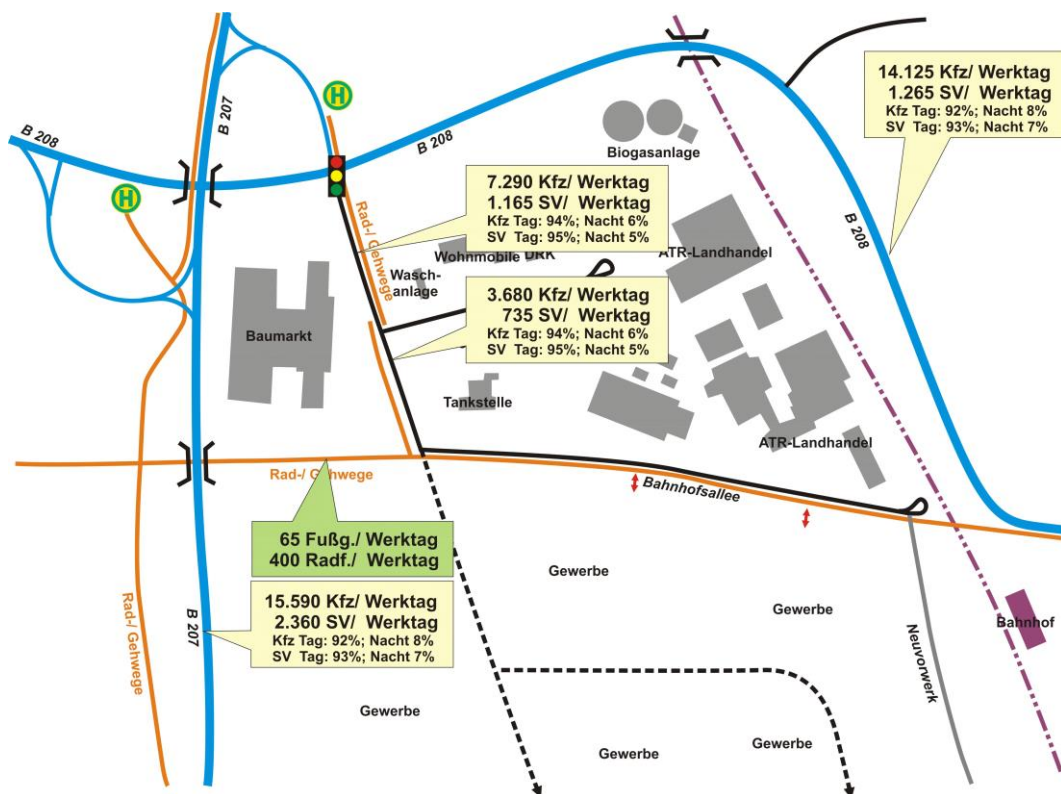 H
B 207
B 208
14.125 Kfz/ Werktag
1.265 SV/ Werktag
Kfz Tag: 92%; Nacht 8%
SV Tag: 93%; Nacht 7%
B 208
Biogasanlage
H
7.290 Kfz/ Werktag
1.165 SV/ Werktag
Kfz Tag: 94%; Nacht 6%
SV Tag: 95%; Nacht 5%
Rad-/ Gehwege
B 208
Wohnmobile
DRK
ATR-Landhandel
Wasch-
anlage
3.680 Kfz/ Werktag
735 SV/ Werktag
Kfz Tag: 94%; Nacht 6%
SV Tag: 95%; Nacht 5%
Baumarkt
Tankstelle
ATR-Landhandel
Rad-/ Gehwege
Bahnhofsallee
65 Fußg./ Werktag
400 Radf./ Werktag
15.590 Kfz/ Werktag
2.360 SV/ Werktag
Kfz Tag: 92%; Nacht 8%
SV Tag: 93%; Nacht 7%
Rad-/ Gehwege
B 207
Gewerbe
Gewerbe
Bahnhof
Neuvorwerk
Gewerbe
Gewerbe
Gewerbe